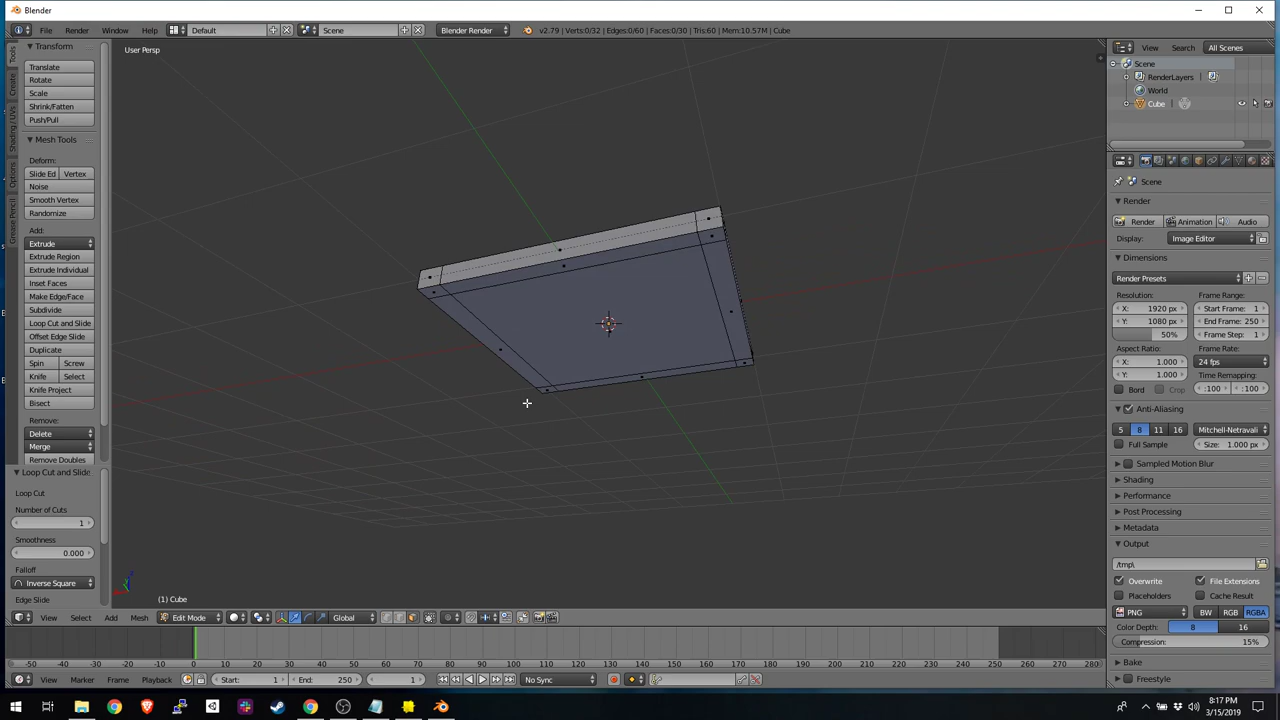 Blender
File Render Window Default Scene Blender Render v2.79 | Verts:0/32 | Edges:0/60 | Faces:0/30 | Tris:60 | Mem:10.57M | Cube
User Persp
Tools
Create
Shading / UVs
Options
Grease Pencil
Transform
Translate
Rotate
Scale
Shrink/Fatten
Push/Pull
Mesh Tools
Deform:
Slide Ed Vertex
Noise
Smooth Vertex
Randomize
Add:
Extrude
Extrude Region
Extrude Individual
Inset Faces
Make Edge/Face
Subdivide
Loop Cut and Slide
Offset Edge Slide
Duplicate
Spin Screw
Knife Select
Knife Project
Bisect
Remove:
Delete
Merge
Remove Doubles
Loop Cut and Slide
Loop Cut
Number of Cuts
1
Smoothness
0.000
Falloff
Inverse Square
Edge Slide
(1) Cube
View Select Add Mesh Edit Mode Global
-50 -40 -30 -20 -10 0 10 20 30 40 50 60 70 80 90 100 110 120 130 140 150 160 170 180 190 200 210 220 230 240 250 260 270 280
View Marker Frame Playback Start: 1 End: 250 1 No Sync
View Search All Scenes
Scene
RenderLayers
World
Cube
Scene
Render
Render Animation Audio
Display: Image Editor
Dimensions
Render Presets
Resolution: Frame Range:
X: 1920 px Start Frame: 1
Y: 1080 px End Frame: 250
50% Frame Step: 1
Aspect Ratio: Frame Rate:
X: 1.000 24 fps
Y: 1.000 Time Remapping:
Bord Crop :100 :100
Anti-Aliasing
5 8 11 16 Mitchell-Netravali
Full Sample Size: 1.000 px
Sampled Motion Blur
Shading
Performance
Post Processing
Metadata
Output
/tmp\
Overwrite File Extensions
Placeholders Cache Result
PNG BW RGB RGBA
Color Depth: 8 16
Compression: 15%
Bake
Freestyle
8:17 PM
3/15/2019